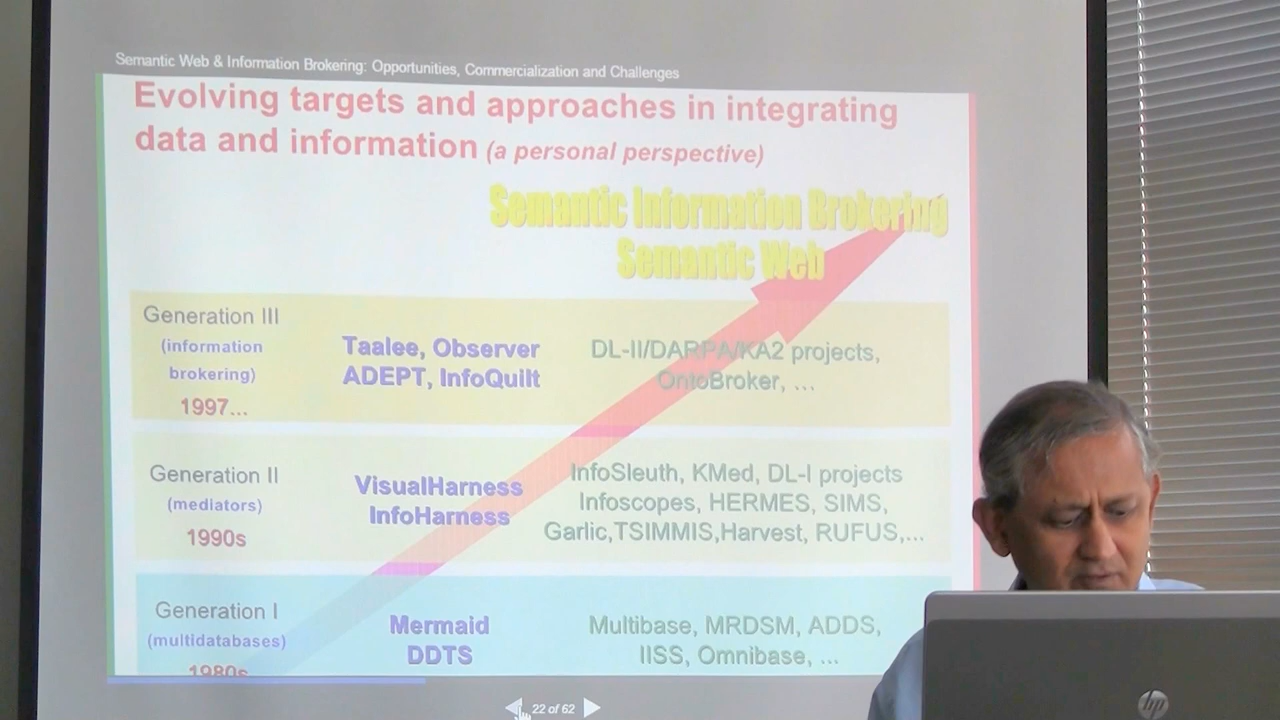 Semantic Web & Information Brokering: Opportunities, Commercialization and Challenges
Evolving targets and approaches in integrating
data and information (a personal perspective)
Semantic Information Brokering
Semantic Web
Generation III
(information
brokering)
1997...
Taalee, Observer
ADEPT, InfoQuilt
DL-II/DARPA/KA2 projects,
OntoBroker, ...
Generation II
(mediators)
1990s
VisualHarness
InfoHarness
InfoSleuth, KMed, DL-I projects
Infoscopes, HERMES, SIMS,
Garlic,TSIMMIS,Harvest, RUFUS,...
Generation I
(multidatabases)
1980s
Mermaid
DDTS
Multibase, MRDSM, ADDS,
IISS, Omnibase, ...
22 of 62
hp